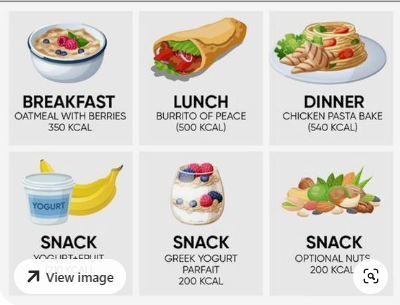 BREAKFAST
OATMEAL WITH BERRIES
350 KCAL
LUNCH
BURRITO OF PEACE
(500 KCAL)
DINNER
CHICKEN PASTA BAKE
(540 KCAL)
YOGURT
SNACK
YOGURT+FRUIT
SNACK
GREEK YOGURT
PARFAIT
200 KCAL
SNACK
OPTIONAL NUTS
200 KCAL
View image